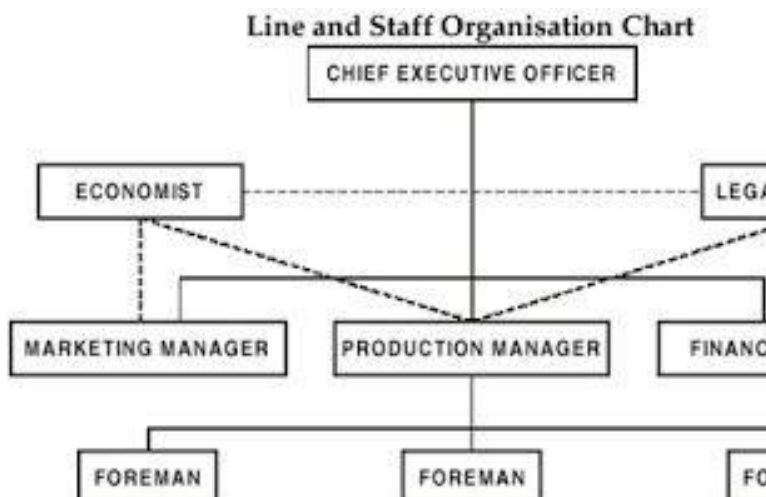 Line and Staff Organisation Chart
CHIEF EXECUTIVE OFFICER
ECONOMIST
MARKETING MANAGER
PRODUCTION MANAGER
FOREMAN
FOREMAN